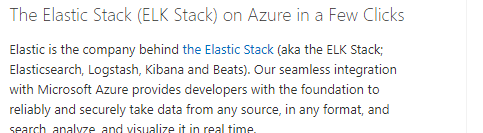 The Elastic Stack (ELK Stack) on Azure in a Few Clicks
Elastic is the company behind the Elastic Stack (aka the ELK Stack;
Elasticsearch, Logstash, Kibana and Beats). Our seamless integration
with Microsoft Azure provides developers with the foundation to
reliably and securely take data from any source, in any format, and
search, analyze, and visualize it in real time.